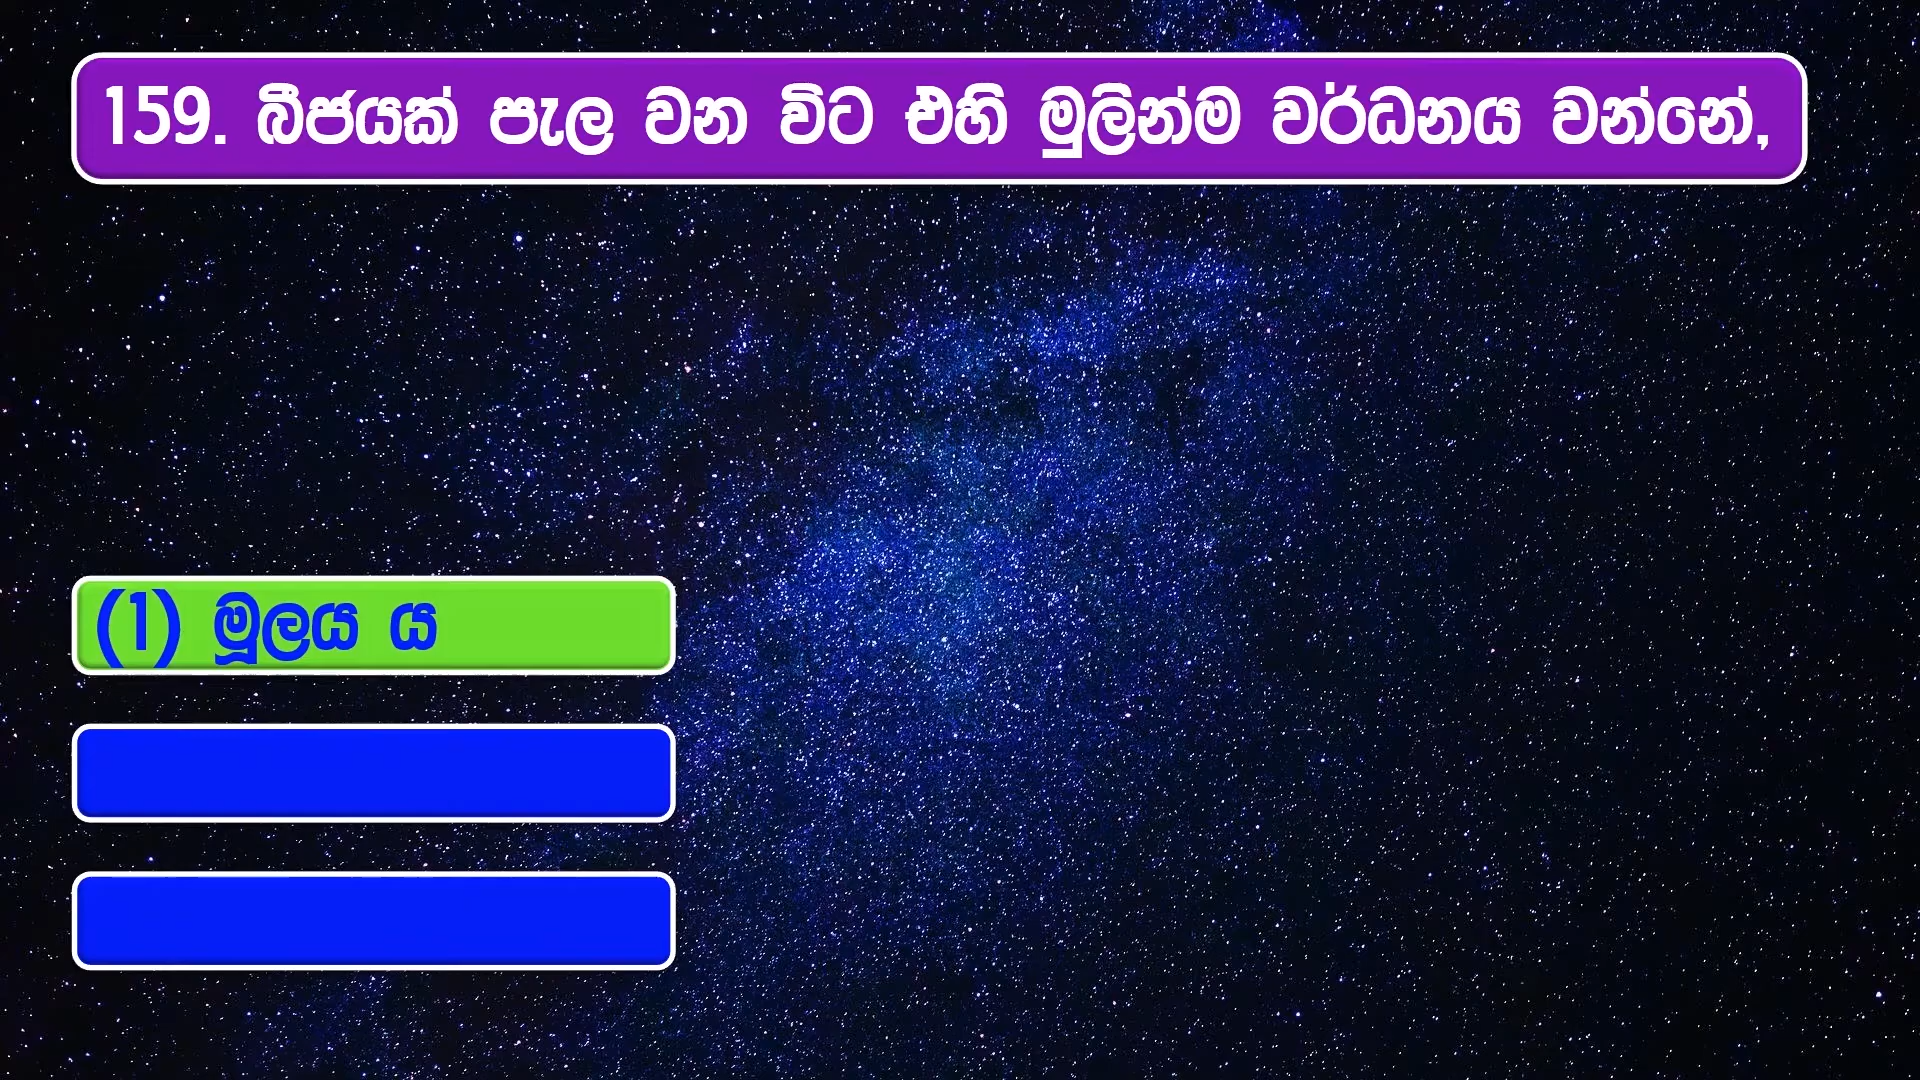 159. බීජයක් පැල වන විට එහි මුලින්ම වර්ධනය වන්නේ,
(1) මූලය ය